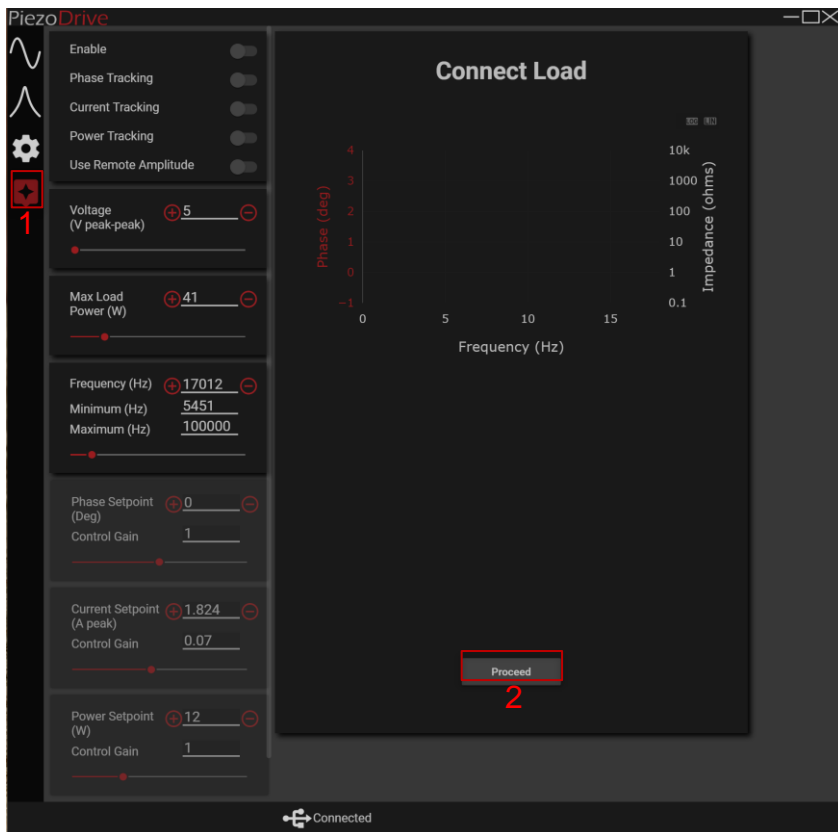 PiezoDrive
1
Enable
Phase Tracking
Current Tracking
Power Tracking
Use Remote Amplitude
Voltage
(V peak-peak)
5
Max Load
Power (W)
41
Frequency (Hz) 17012
Minimum (Hz) 5451
Maximum (Hz) 100000
Phase Setpoint
(Deg)
0
Control Gain 1
Current Setpoint
(A peak)
1.824
Control Gain 0.07
Power Setpoint
(W)
12
Control Gain 1
Connect Load
Phase (deg)
4
3
2
1
0
−1
0 5 10 15
Frequency (Hz)
10k
1000
100
10
1
0.1
Impedance (ohms)
Proceed
2
Connected